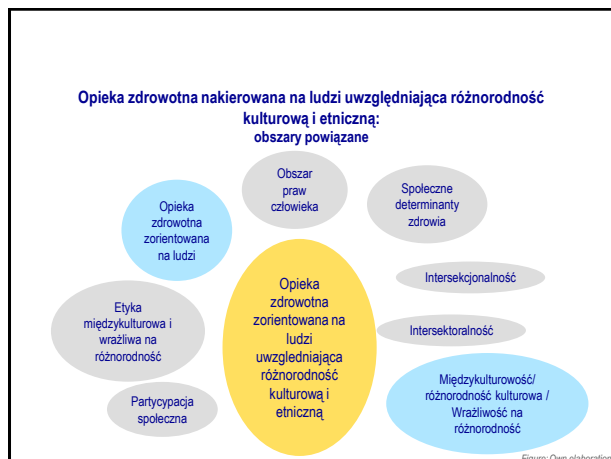 Opieka zdrowotna nakierowana na ludzi uwzględniająca różnorodność
kulturową i etniczną:
obszary powiązane
Obszar
praw
człowieka
Społeczne
determinanty
zdrowia
Opieka
zdrowotna
zorientowana
na ludzi
Intersekcjonalność
Opieka
zdrowotna
zorientowana na
ludzi
uwzgledniająca
różnorodność
kulturową i
etniczną
Etyka
międzykulturowa i
wrażliwa na
różnorodność
Intersektoralność
Międzykulturowość/
różnorodność kulturowa /
Wrażliwość na
różnorodność
Partycypacja
społeczna
Figure: Own elaboration